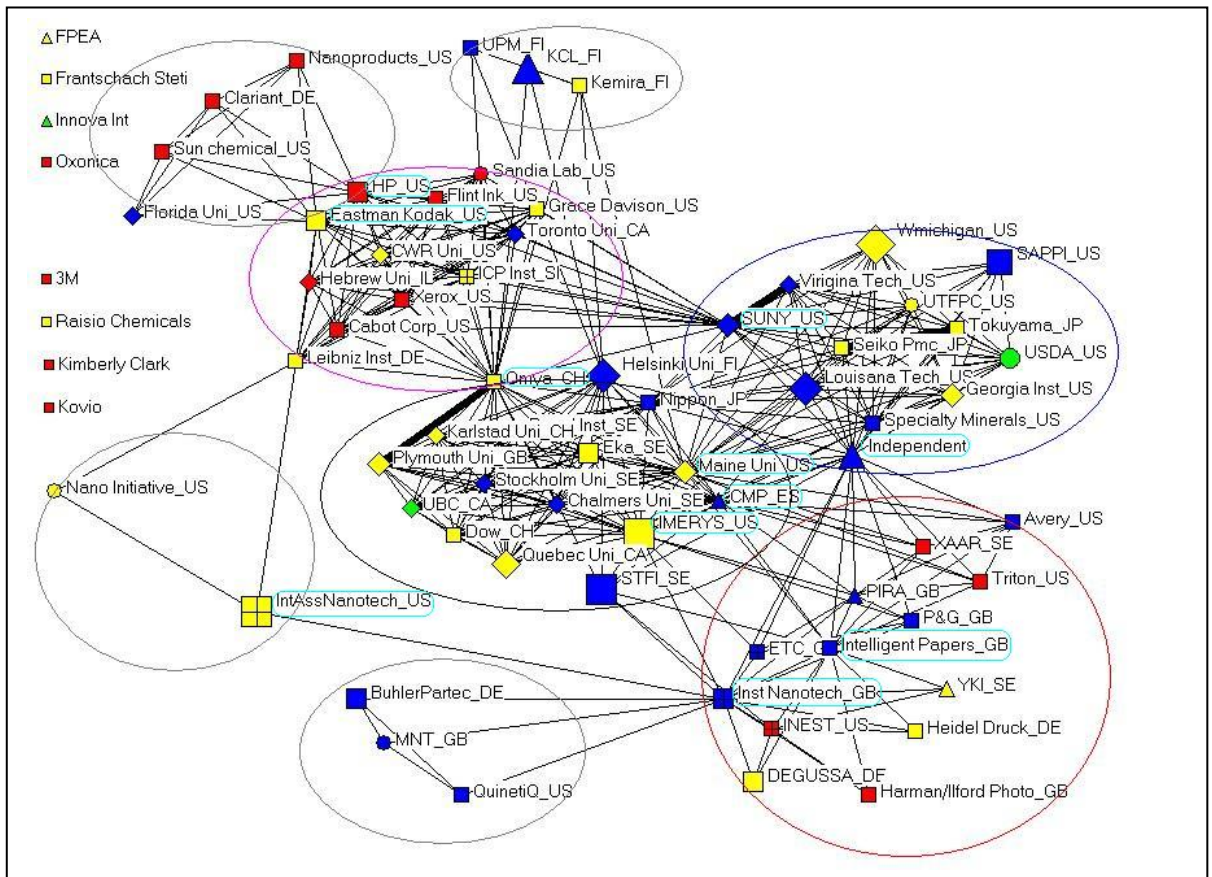 FPEA
Frantschach Steti
Innova Int
Oxonica
3M
Raisio Chemicals
Kimberly Clark
Kovio
Nanoproducts_US
Clariant_DE
Sun chemical_US
Florida Uni_US
UPM_FI
KCL_FI
Kemira_FI
Sandia Lab_US
HP_US
Flint Ink_US
Grace Davison_US
Eastman Kodak_US
Toronto Uni_CA
CWR Uni_US
ICP Inst_SI
Hebrew Uni_IL
Xerox_US
Cabot Corp_US
Leibniz Inst_DE
Omya_CH
Wmichigan_US
SAPPI_US
Virigina Tech_US
UTFPC_US
SUNY_US
Tokuyama_JP
Seiko Pmc_JP
USDA_US
Helsinki Uni_FI
Louisana Tech_US
Georgia Inst_US
Nippon_JP
Specialty Minerals_US
Independent
Karlstad Uni_CH
Inst_SE
Eka_SE
Plymouth Uni_GB
Maine Uni_US
Stockholm Uni_SE
Chalmers Uni_SE
CMP_ES
UBC_CA
Dow_CH
IMERYS_US
Quebec Uni_CA
STFI_SE
Nano Initiative_US
IntAssNanotech_US
Avery_US
XAAR_SE
Triton_US
PIRA_GB
P&G_GB
ETC_G
Intelligent Papers_GB
Inst Nanotech_GB
YKI_SE
INEST_US
Heidel Druck_DE
DEGUSSA_DE
Harman/Ilford Photo_GB
BuhlerPartec_DE
MNT_GB
QuinetiQ_US